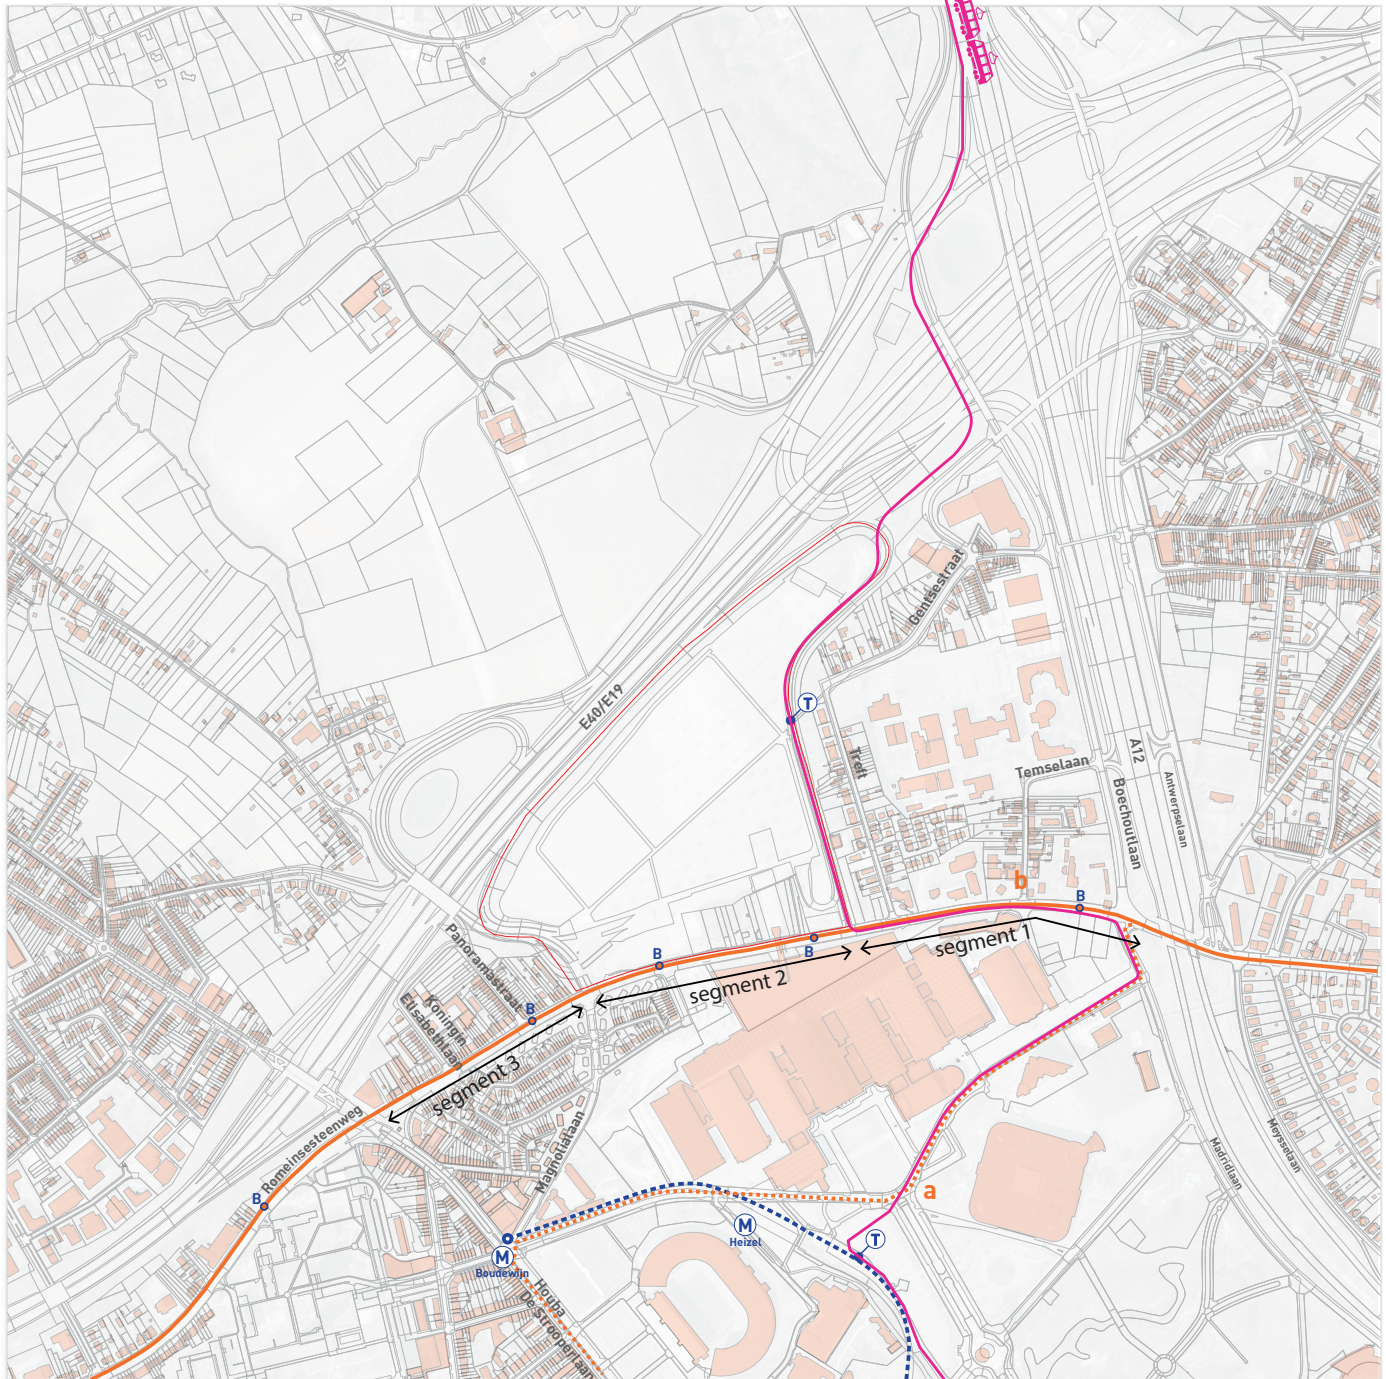 Gentsestraat
E40/E19
T
Treft
Temselaan
A12
Antwerpselaan
Boechoutlaan
b
B
B
B
B
segment 1
segment 2
Panoramastraat
Koningin
Elisabethlaan
segment 3
Romeinsesteenweg
Magnolialaan
Meysselaan
Madridlaan
B
a
M
Heizel
T
M
Boudewijn
Houba
De Strooperlaan